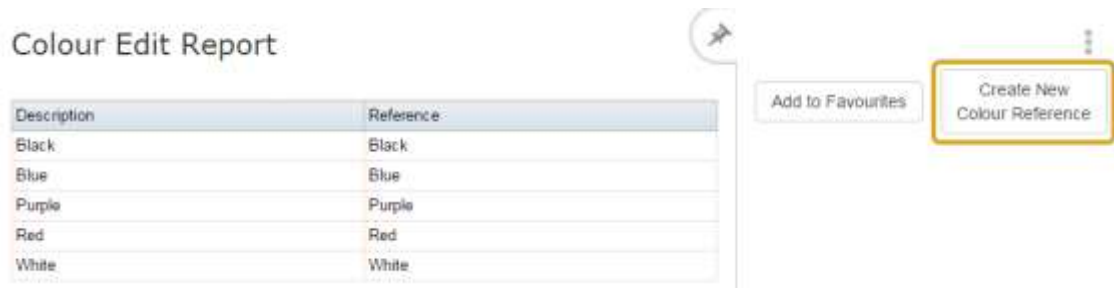 Colour Edit Report
Add to Favourites
Create New
Colour Reference
Description Reference
Black Black
Blue Blue
Purple Purple
Red Red
White White